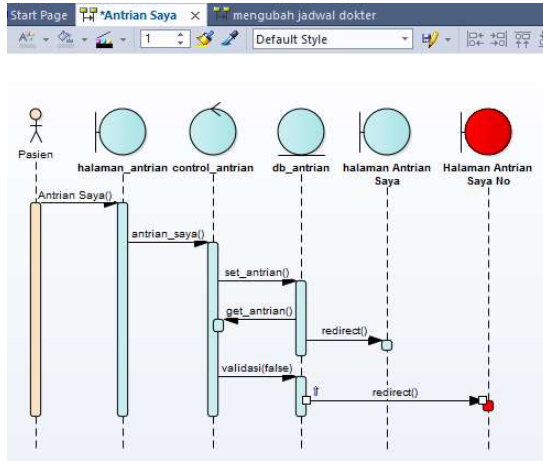 Start Page
*Antrian Saya
mengubah jadwal dokter
1
Default Style
Pasien
halaman_antrian
control_antrian
db_antrian
halaman Antrian
Saya
Halaman Antrian
Saya No
Antrian Saya()
antrian_saya()
set_antrian()
get_antrian()
redirect()
validasi(false)
redirect()